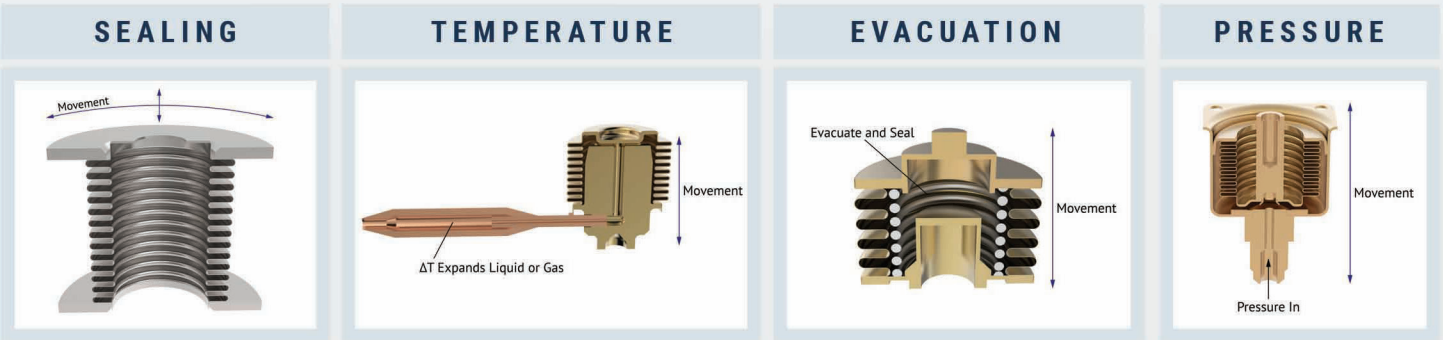 SEALING
TEMPERATURE
EVACUATION
PRESSURE
Movement
Movement
ΔT Expands Liquid or Gas
Evacuate and Seal
Movement
Movement
Pressure In